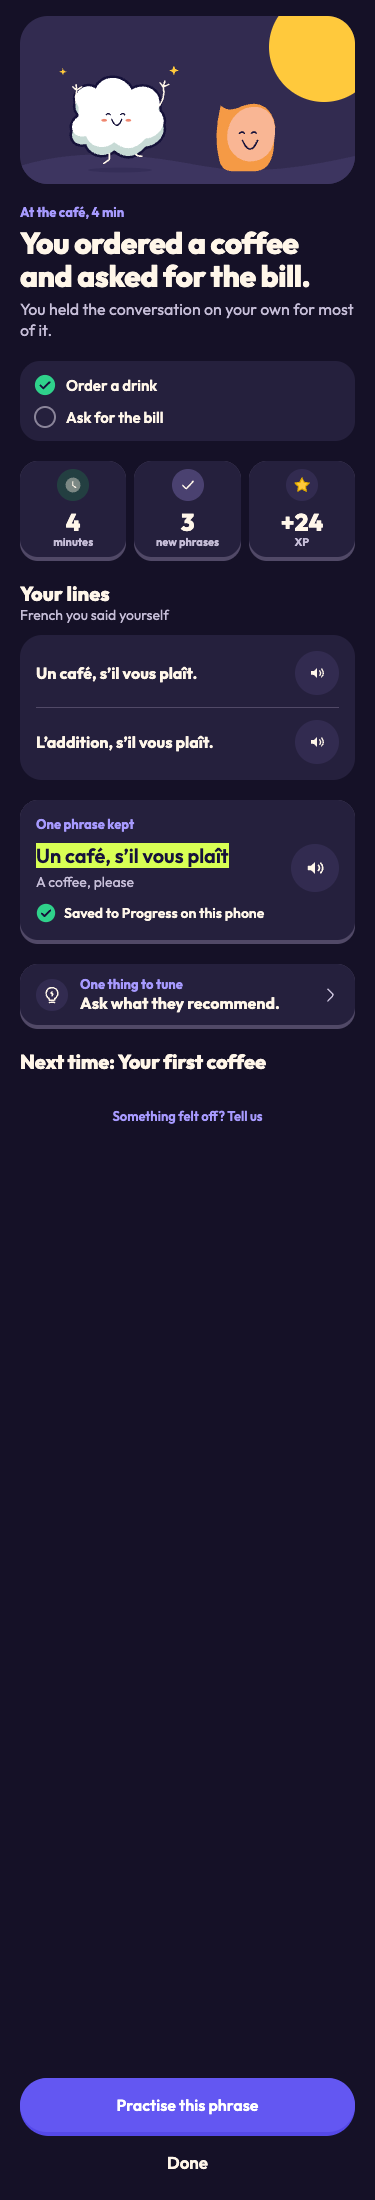 At the café, 4 min
You ordered a coffee
and asked for the bill.
You held the conversation on your own for most
of it.
Order a drink
Ask for the bill
4
minutes
3
new phrases
+24
XP
Your lines
French you said yourself
Un café, s’il vous plaît.
L’addition, s’il vous plaît.
One phrase kept
Un café, s’il vous plaît
A coffee, please
Saved to Progress on this phone
One thing to tune
Ask what they recommend.
Next time: Your first coffee
Something felt off? Tell us
Practise this phrase
Done